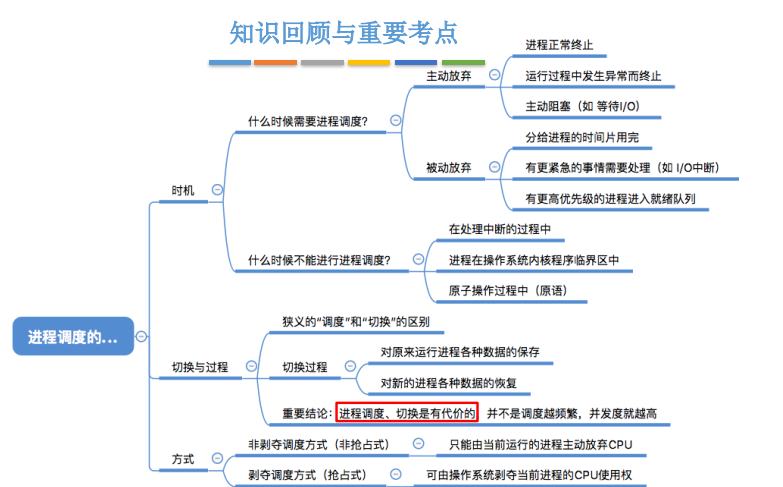 知识回顾与重要考点
进程调度的...
时机
什么时候需要进程调度?
主动放弃
进程正常终止
运行过程中发生异常而终止
主动阻塞（如 等待I/O）
被动放弃
分给进程的时间片用完
有更紧急的事情需要处理（如 I/O中断）
有更高优先级的进程进入就绪队列
什么时候不能进行进程调度?
在处理中断的过程中
进程在操作系统内核程序临界区中
原子操作过程中（原语）
切换与过程
狭义的“调度”和“切换”的区别
切换过程
对原来运行进程各种数据的保存
对新的进程各种数据的恢复
重要结论：进程调度、切换是有代价的 并不是调度越频繁，并发度就越高
方式
非剥夺调度方式（非抢占式）
只能由当前运行的进程主动放弃CPU
剥夺调度方式（抢占式）
可由操作系统剥夺当前进程的CPU使用权